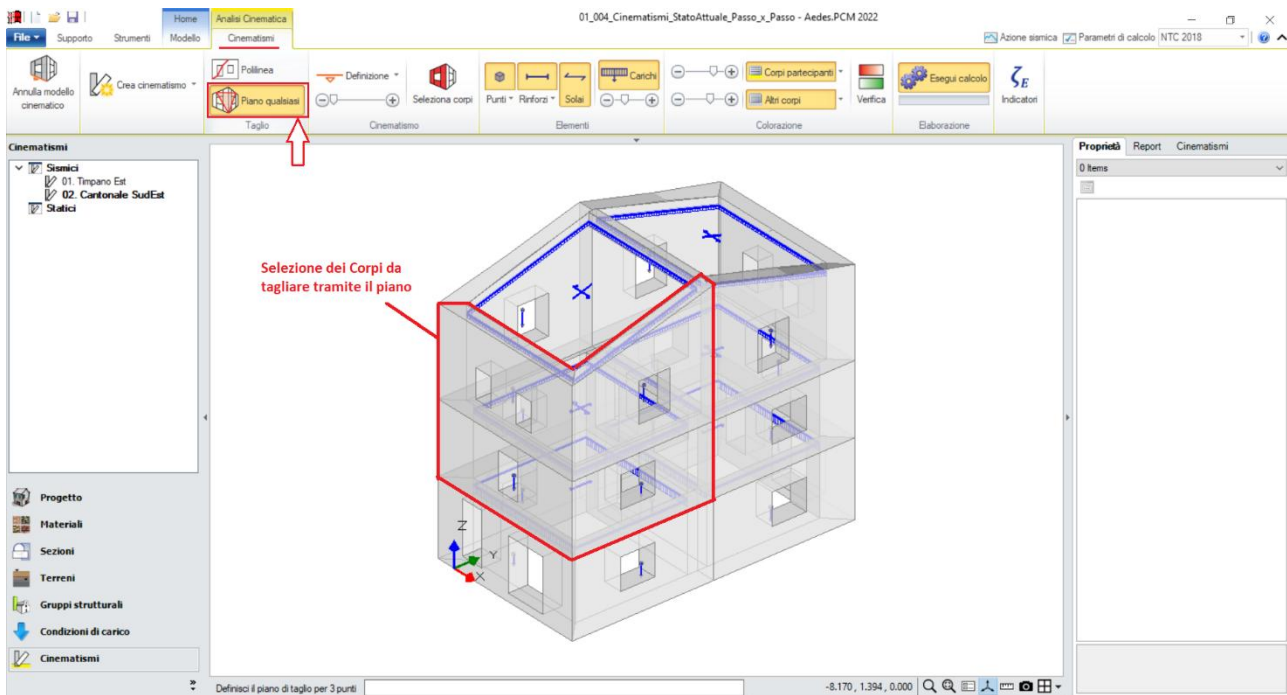 01_004_Cinematismi_StatoAttuale_Passo_x_Passo - Aedes.PCM 2022
Home
Analisi Cinematica
File
Supporto
Strumenti
Modello
Cinematismi
Azione sismica
Parametri di calcolo
NTC 2018
Annulla modello
cinematico
Crea cinematismo
Polilinea
Piano qualsiasi
Taglio
Definizione
Seleziona corpi
Cinematismo
Punti
Rinforzi
Solai
Carichi
Elementi
Corpi partecipanti
Altri corpi
Colorazione
Verifica
Esegui calcolo
Elaborazione
ζE
Indicatori
Cinematismi
Sismici
01. Timpano Est
02. Cantonale SudEst
Statici
Progetto
Materiali
Sezioni
Terreni
Gruppi strutturali
Condizioni di carico
Cinematismi
Selezione dei Corpi da
tagliare tramite il piano
Z
Y
X
Proprietà
Report
Cinematismi
0 Items
Definisci il piano di taglio per 3 punti
-8.170 , 1.394 , 0.000